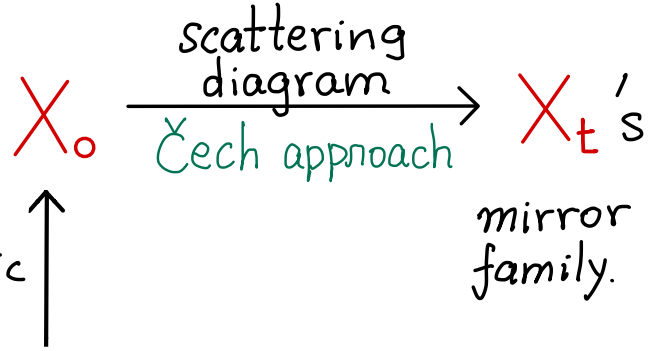 scattering
diagram
X₀
Xₜ's
Čech approach
mirror
family.